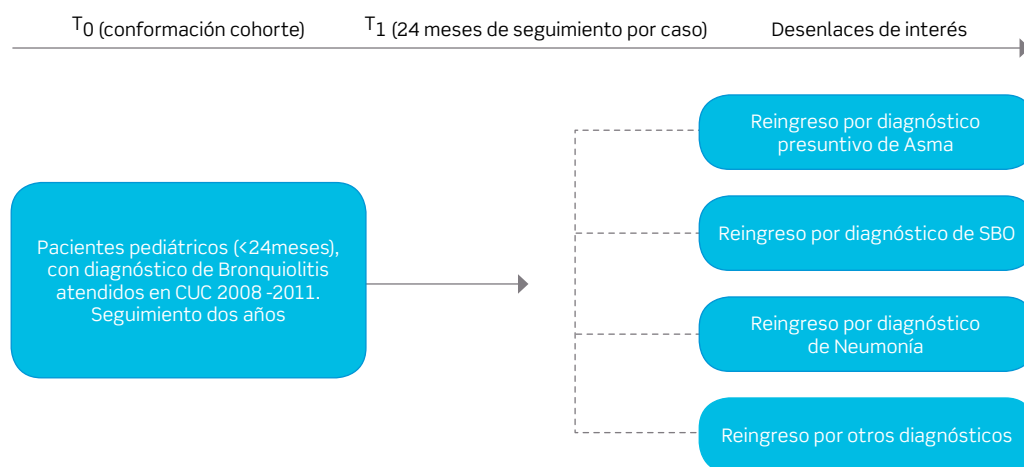 T0 (conformación cohorte)
T1 (24 meses de seguimiento por caso)
Desenlaces de interés
Pacientes pediátricos (<24meses),
con diagnóstico de Bronquiolitis
atendidos en CUC 2008 -2011.
Seguimiento dos años
Reingreso por diagnóstico
presuntivo de Asma
Reingreso por diagnóstico de SBO
Reingreso por diagnóstico
de Neumonía
Reingreso por otros diagnósticos